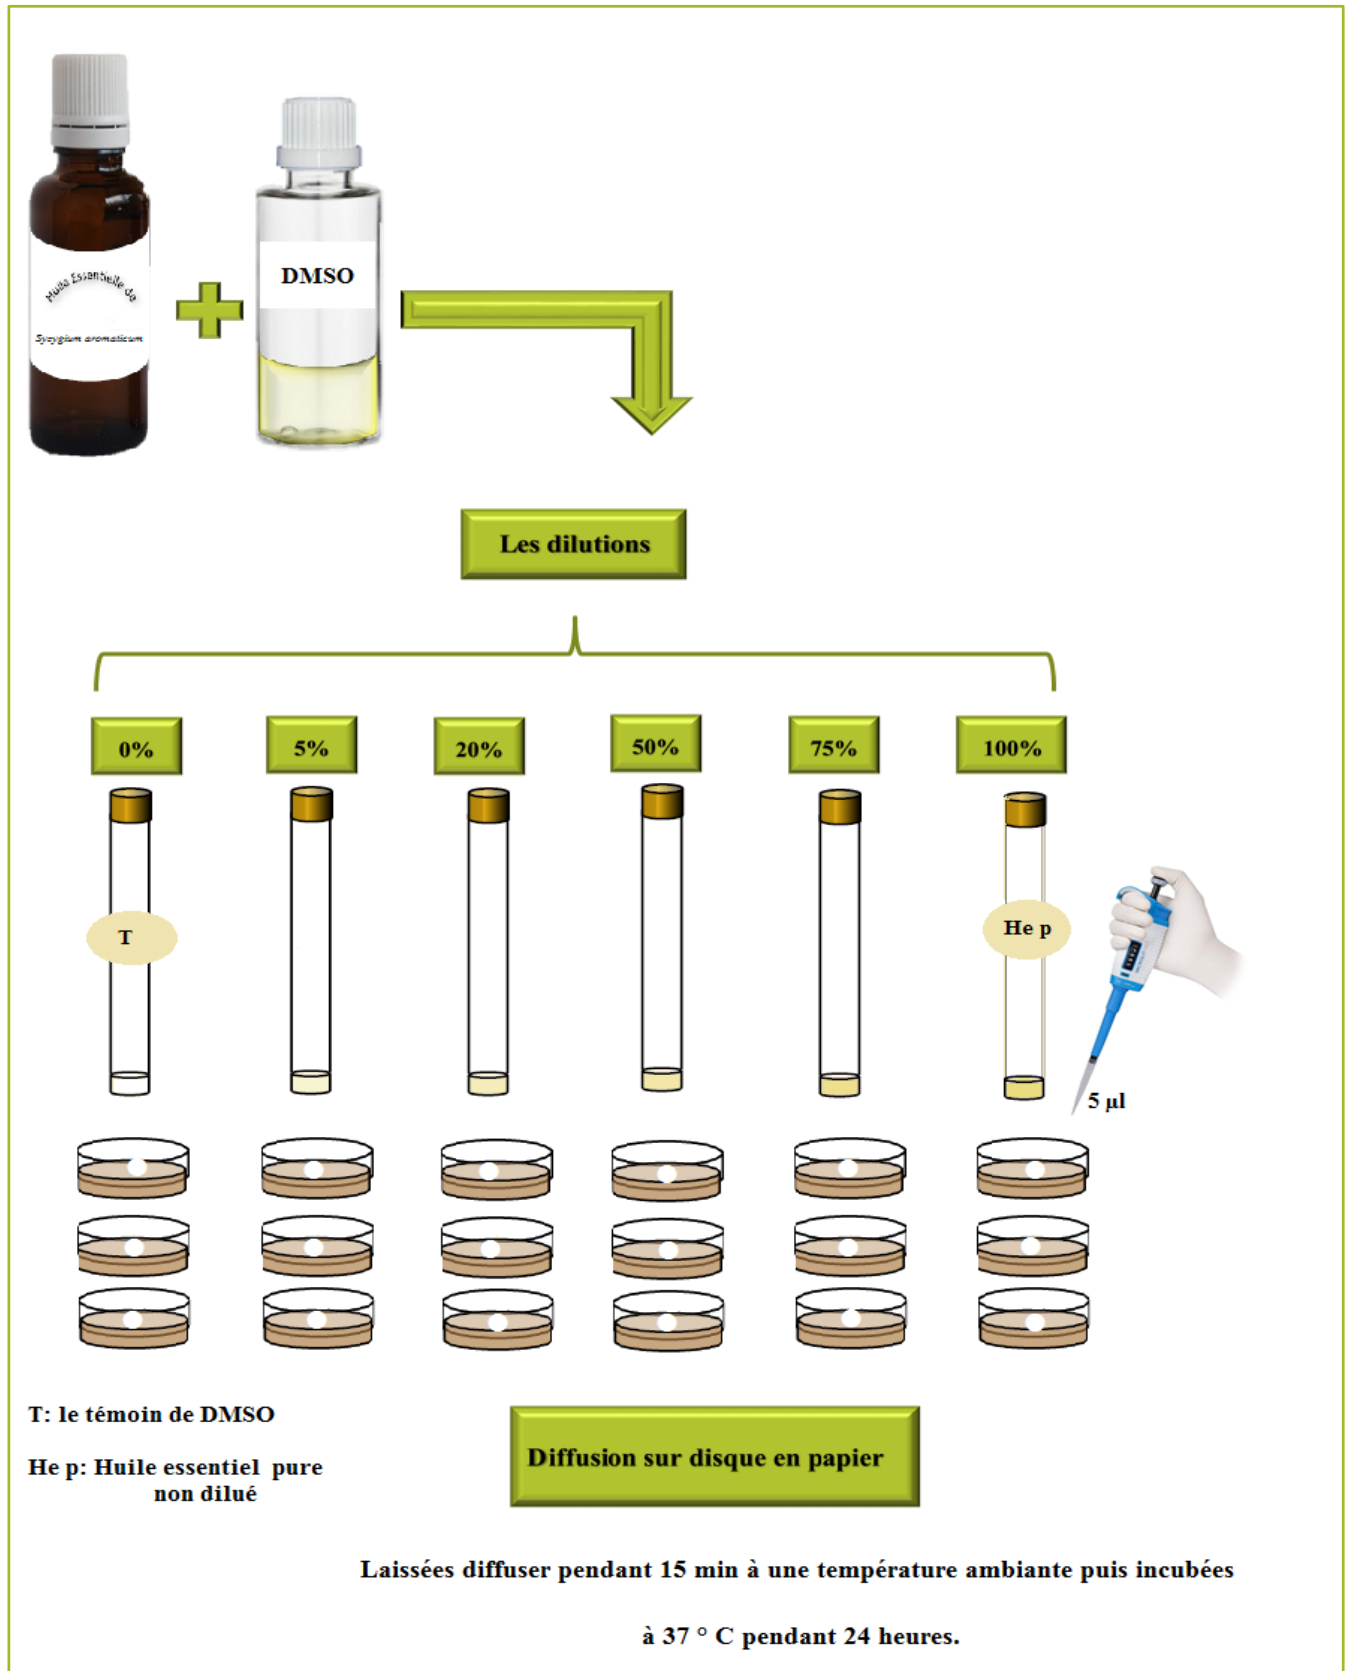 Huile Essentielle de
Syzygium aromaticum
DMSO
Les dilutions
0%
5%
20%
50%
75%
100%
T
He p
5 µl
T: le témoin de DMSO
He p: Huile essentiel pure
non dilué
Diffusion sur disque en papier
Laissées diffuser pendant 15 min à une température ambiante puis incubées
à 37 ° C pendant 24 heures.